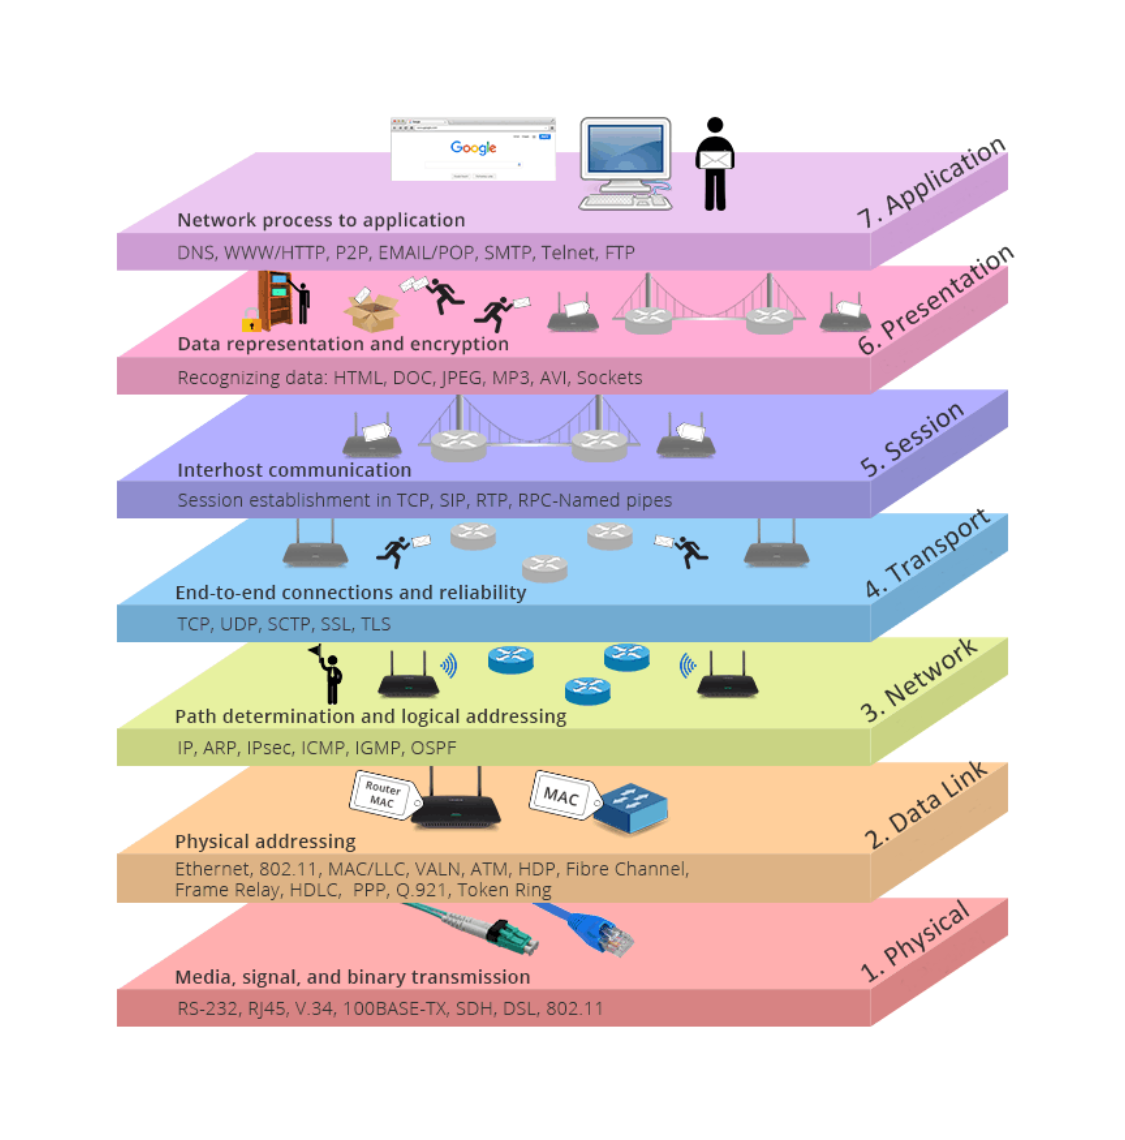 Google
7. Application
Network process to application
DNS, WWW/HTTP, P2P, EMAIL/POP, SMTP, Telnet, FTP
6. Presentation
Data representation and encryption
Recognizing data: HTML, DOC, JPEG, MP3, AVI, Sockets
5. Session
Interhost communication
Session establishment in TCP, SIP, RTP, RPC-Named pipes
4. Transport
End-to-end connections and reliability
TCP, UDP, SCTP, SSL, TLS
3. Network
Path determination and logical addressing
IP, ARP, IPsec, ICMP, IGMP, OSPF
Router
MAC
MAC
2. Data Link
Physical addressing
Ethernet, 802.11, MAC/LLC, VALN, ATM, HDP, Fibre Channel,
Frame Relay, HDLC, PPP, Q.921, Token Ring
1. Physical
Media, signal, and binary transmission
RS-232, RJ45, V.34, 100BASE-TX, SDH, DSL, 802.11